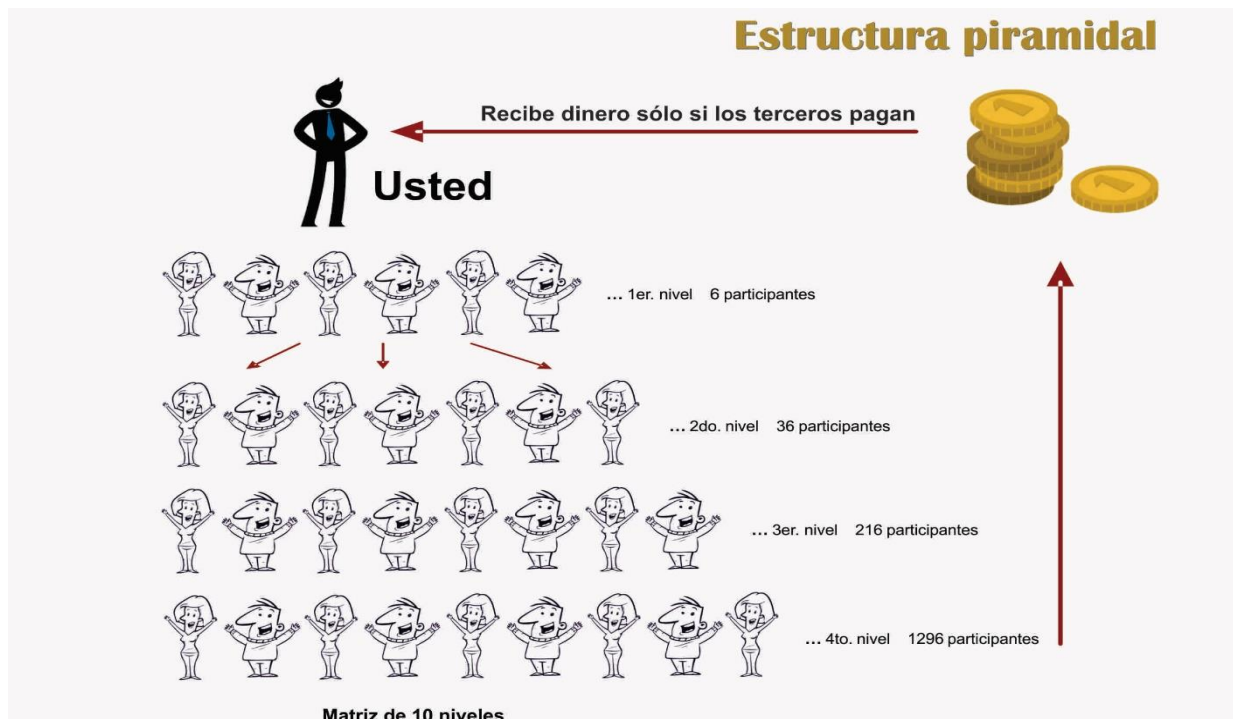 Estructura piramidal
Recibe dinero sólo si los terceros pagan
Usted
... 1er. nivel 6 participantes
... 2do. nivel 36 participantes
... 3er. nivel 216 participantes
... 4to. nivel 1296 participantes
Matriz de 10 niveles